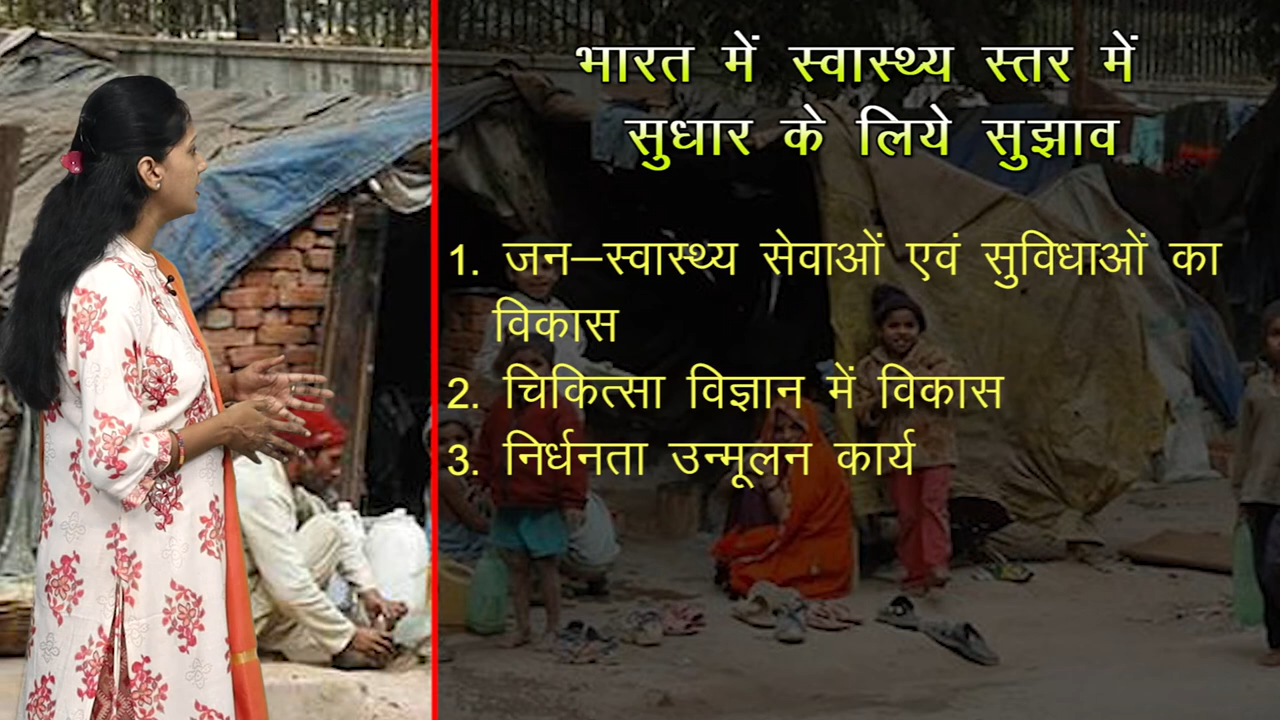 भारत में स्वास्थ्य स्तर में
सुधार के लिये सुझाव
1. जन–स्वास्थ्य सेवाओं एवं सुविधाओं का
विकास
2. चिकित्सा विज्ञान में विकास
3. निर्धनता उन्मूलन कार्य